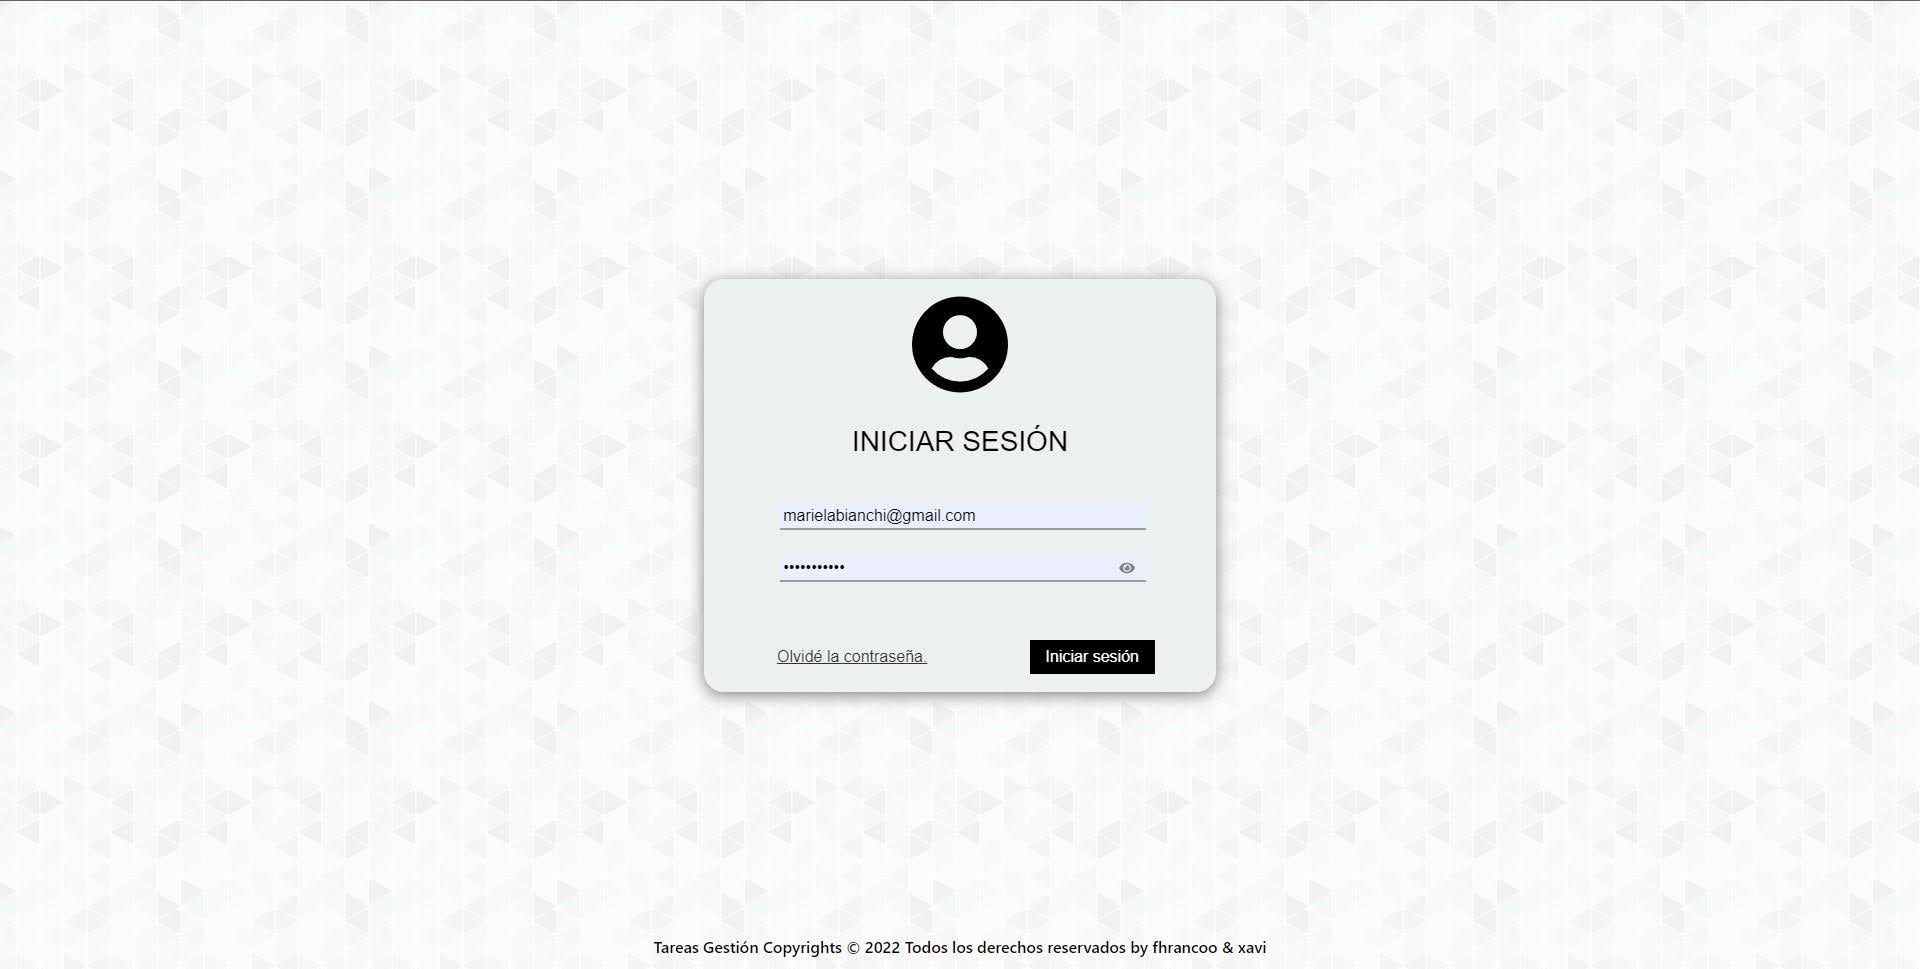 INICIAR SESIÓN
marielabianchi@gmail.com
•••••••••••
Olvidé la contraseña.
Iniciar sesión
Tareas Gestión Copyrights © 2022 Todos los derechos reservados by fhrancoo & xavi